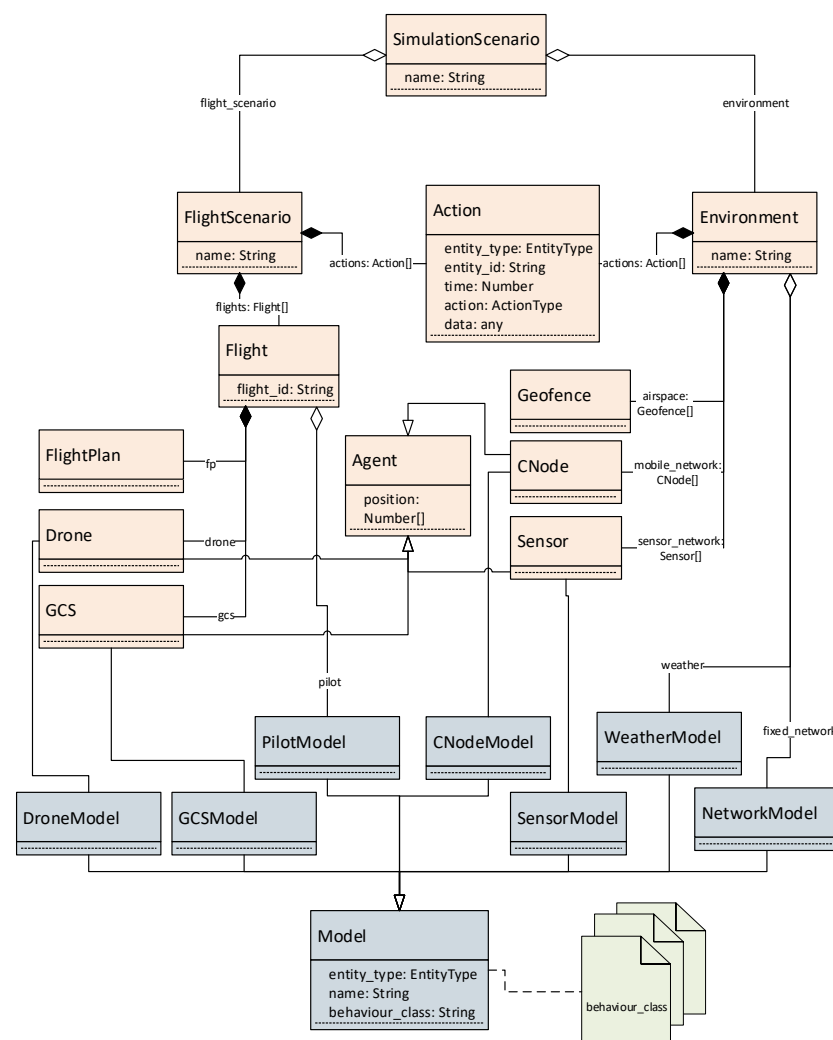 SimulationScenario
name: String
flight_scenario
environment
FlightScenario
name: String
actions: Action[]
Action
entity_type: EntityType
entity_id: String
time: Number
action: ActionType
data: any
actions: Action[]
Environment
name: String
flights: Flight[]
Flight
flight_id: String
Geofence
airspace:
Geofence[]
FlightPlan
fp
Agent
position:
Number[]
CNode
mobile_network:
CNode[]
Drone
drone
Sensor
sensor_network:
Sensor[]
GCS
gcs
pilot
weather
PilotModel
CNodeModel
WeatherModel
fixed_network
DroneModel
GCSModel
SensorModel
NetworkModel
Model
entity_type: EntityType
name: String
behaviour_class: String
behaviour_class